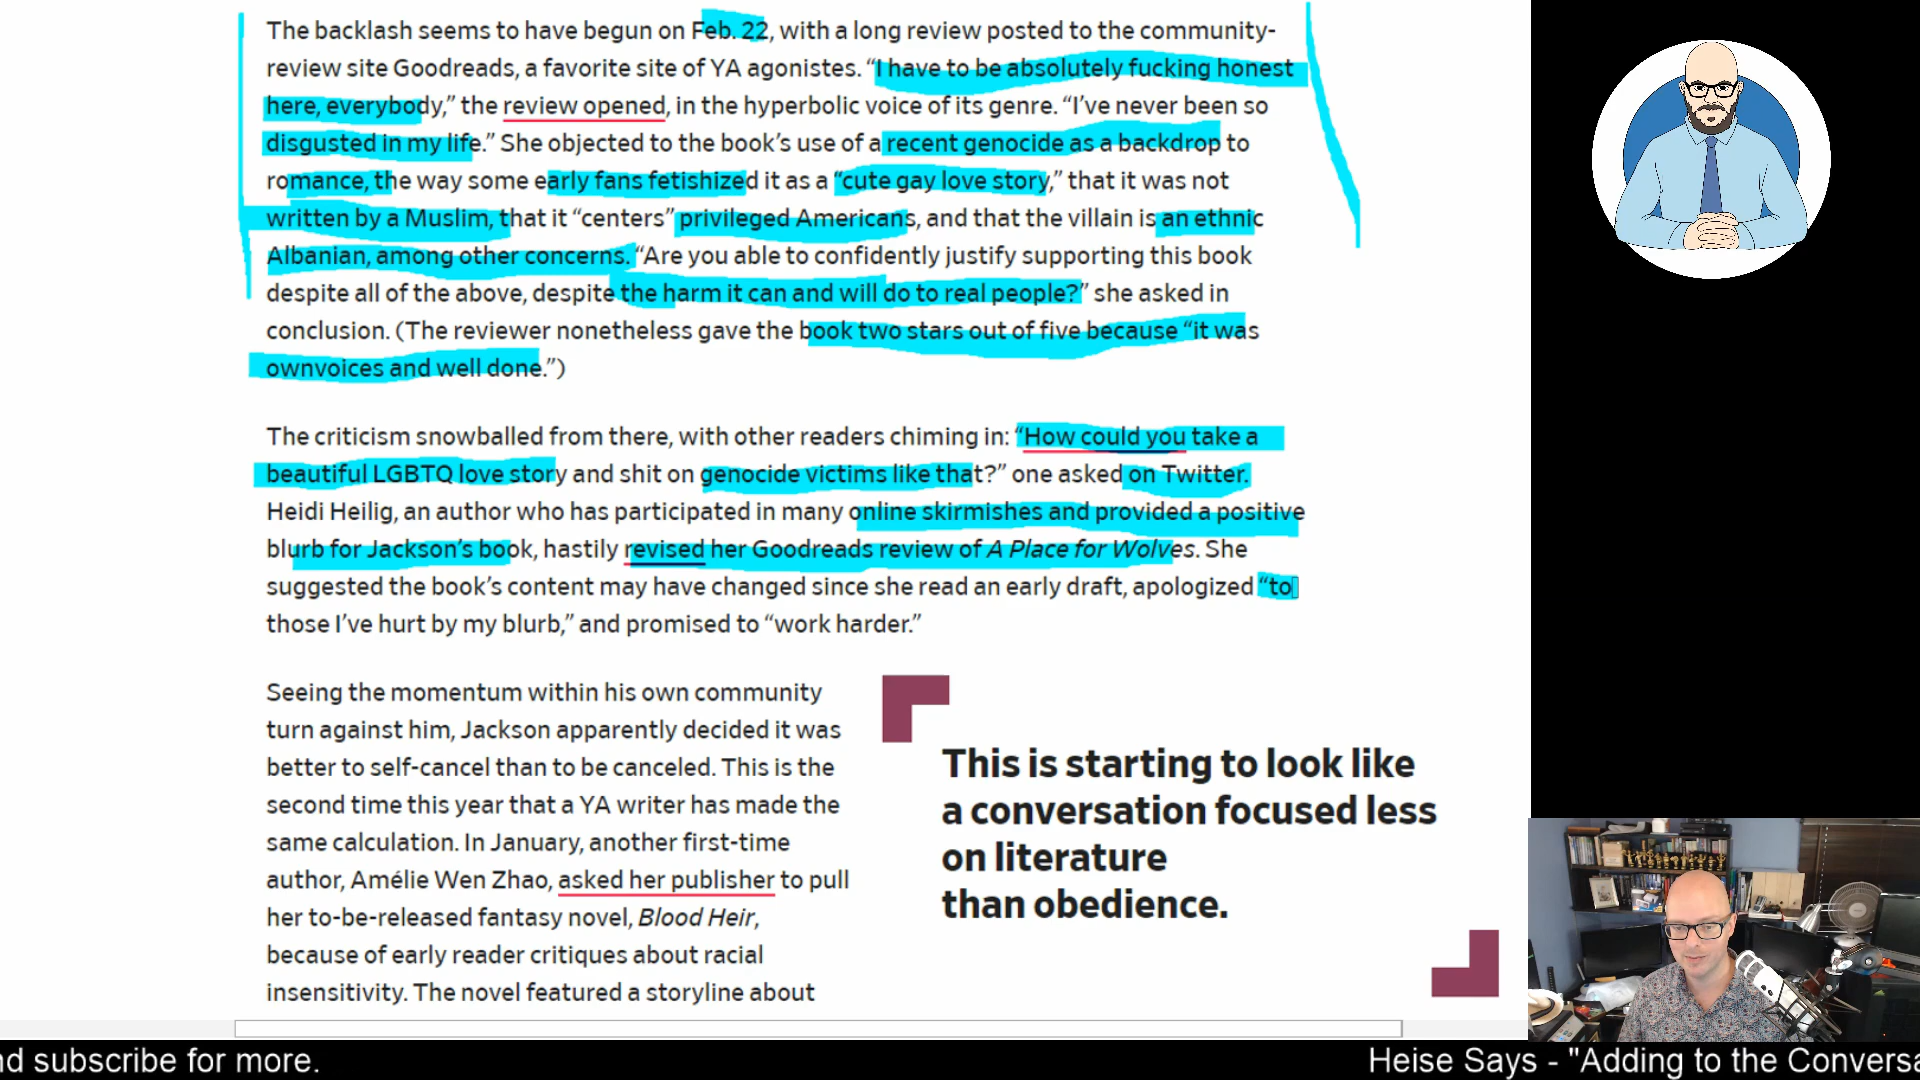 The backlash seems to have begun on Feb. 22, with a long review posted to the community-
review site Goodreads, a favorite site of YA agonistes. “I have to be absolutely fucking honest
here, everybody,” the review opened, in the hyperbolic voice of its genre. “I’ve never been so
disgusted in my life.” She objected to the book’s use of a recent genocide as a backdrop to
romance, the way some early fans fetishized it as a “cute gay love story,” that it was not
written by a Muslim, that it “centers” privileged Americans, and that the villain is an ethnic
Albanian, among other concerns. “Are you able to confidently justify supporting this book
despite all of the above, despite the harm it can and will do to real people?” she asked in
conclusion. (The reviewer nonetheless gave the book two stars out of five because “it was
ownvoices and well done.”)
The criticism snowballed from there, with other readers chiming in: “How could you take a
beautiful LGBTQ love story and shit on genocide victims like that?” one asked on Twitter.
Heidi Heilig, an author who has participated in many online skirmishes and provided a positive
blurb for Jackson’s book, hastily revised her Goodreads review of A Place for Wolves. She
suggested the book’s content may have changed since she read an early draft, apologized “to
those I’ve hurt by my blurb,” and promised to “work harder.”
Seeing the momentum within his own community
turn against him, Jackson apparently decided it was
better to self-cancel than to be canceled. This is the
second time this year that a YA writer has made the
same calculation. In January, another first-time
author, Amélie Wen Zhao, asked her publisher to pull
her to-be-released fantasy novel, Blood Heir,
because of early reader critiques about racial
insensitivity. The novel featured a storyline about
This is starting to look like
a conversation focused less
on literature
than obedience.
nd subscribe for more.
Heise Says - "Adding to the Conversa